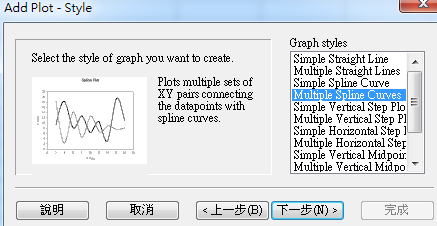 Add Plot - Style
Select the style of graph you want to create.
Plots multiple sets of
XY pairs connecting
the datapoints with
spline curves.
Graph styles
Simple Straight Line
Multiple Straight Lines
Simple Spline Curve
Multiple Spline Curves
Simple Vertical Step Plo
Multiple Vertical Step Pl
Simple Horizontal Step I
Multiple Horizontal Step
Simple Vertical Midpoin
Multiple Vertical Midpo
說明
取消
< 上一步(B)
下一步(N) >
完成